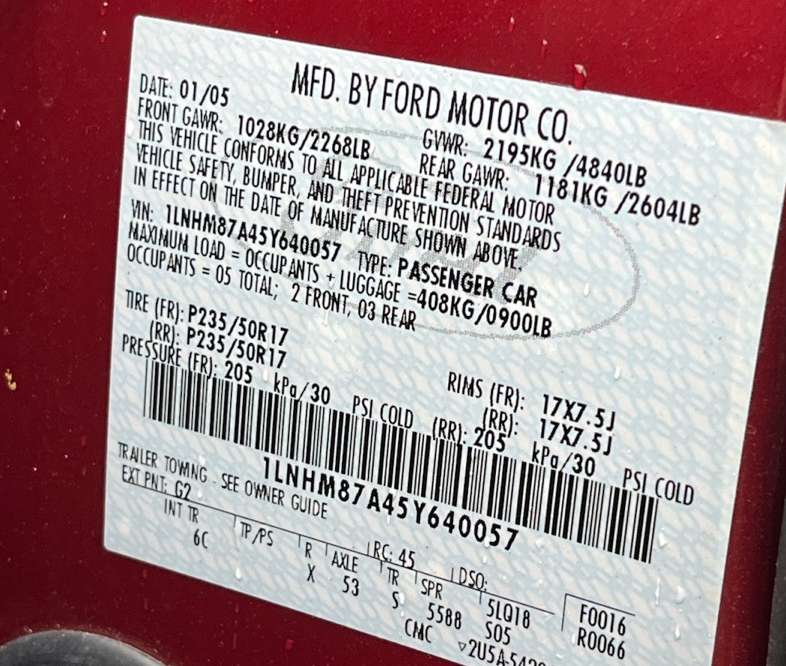 MFD. BY FORD MOTOR CO.
DATE: 01/05 GVWR: 2195KG /4840LB
FRONT GAWR: 1028KG/2268LB REAR GAWR: 1181KG /2604LB
THIS VEHICLE CONFORMS TO ALL APPLICABLE FEDERAL MOTOR
VEHICLE SAFETY, BUMPER, AND THEFT PREVENTION STANDARDS
IN EFFECT ON THE DATE OF MANUFACTURE SHOWN ABOVE.
VIN: 1LNHM87A45Y640057 TYPE: PASSENGER CAR
MAXIMUM LOAD = OCCUPANTS + LUGGAGE =408KG/0900LB
OCCUPANTS = 05 TOTAL; 2 FRONT, 03 REAR
TIRE (FR): P235/50R17 RIMS (FR): 17X7.5J
(RR): P235/50R17 (RR): 17X7.5J
PRESSURE (FR): 205 kPa/30 PSI COLD (RR): 205 kPa/30 PSI COLD
1LNHM87A45Y640057
TRAILER TOWING - SEE OWNER GUIDE
EXT PNT: G2 RC: 45 DSO: F0016
INT TR TP/PS R AXLE TR SPR 5LQ18 R0066
6C X 53 S 5588 S05
CMC